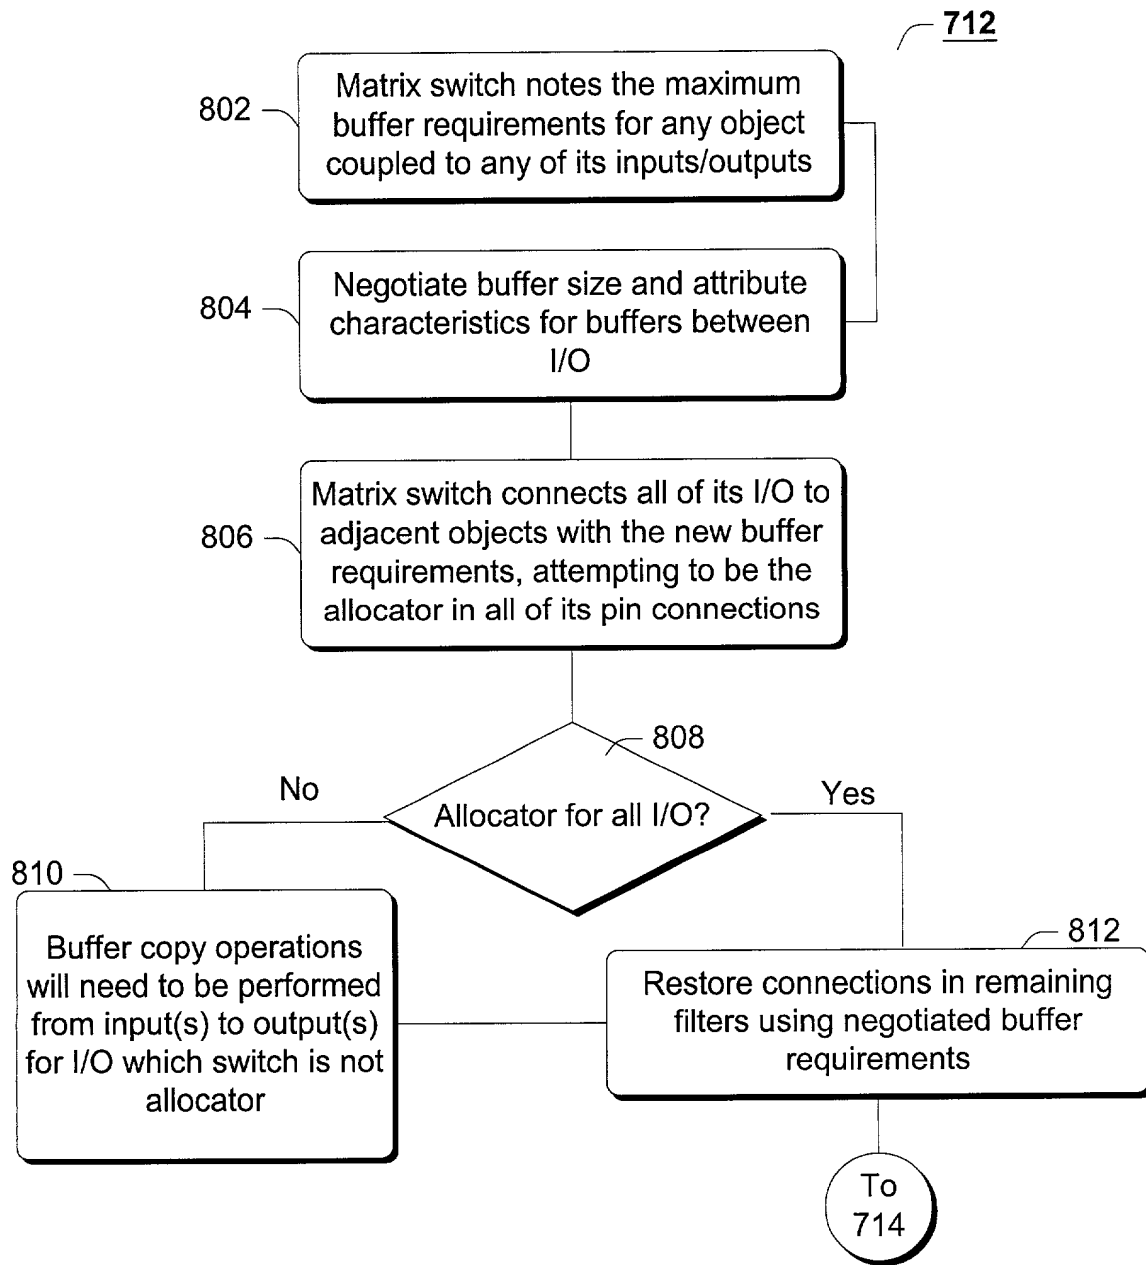 712
802
Matrix switch notes the maximum
buffer requirements for any object
coupled to any of its inputs/outputs
804
Negotiate buffer size and attribute
characteristics for buffers between
I/O
806
Matrix switch connects all of its I/O to
adjacent objects with the new buffer
requirements, attempting to be the
allocator in all of its pin connections
808
Allocator for all I/O?
No
Yes
810
Buffer copy operations
will need to be performed
from input(s) to output(s)
for I/O which switch is not
allocator
812
Restore connections in remaining
filters using negotiated buffer
requirements
To
714